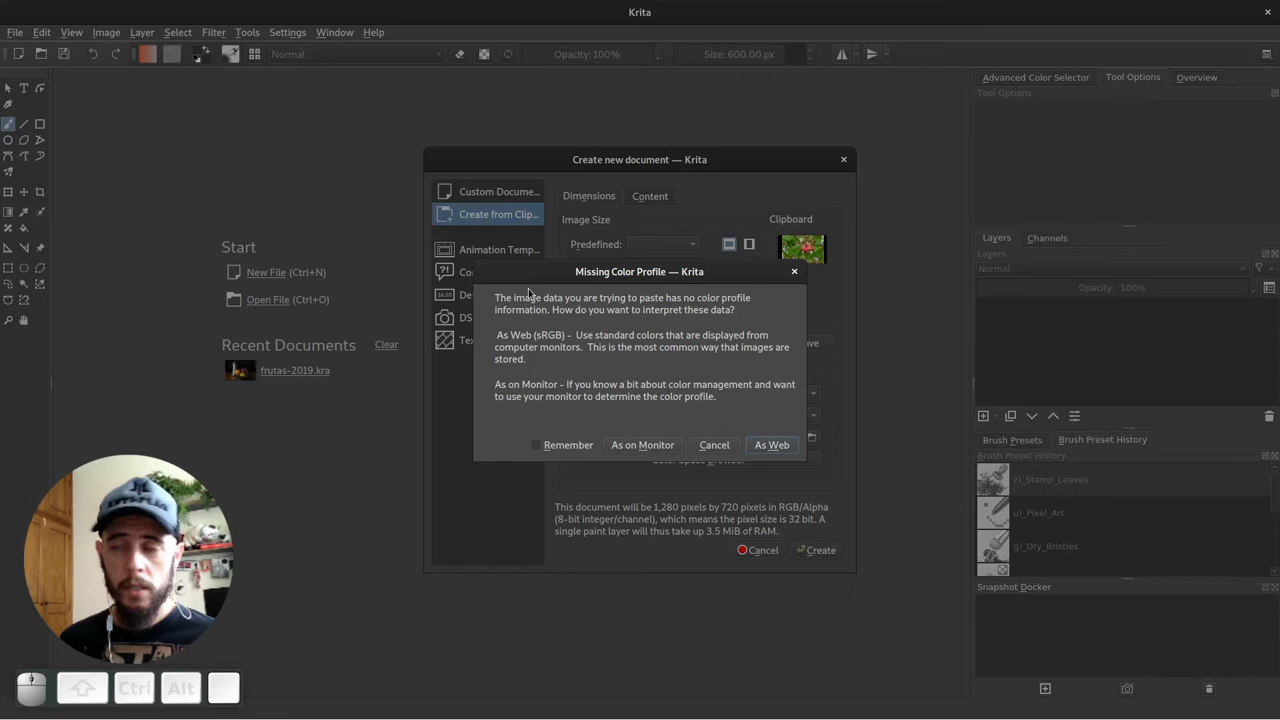 Krita
File Edit View Image Layer Select Filter Tools Settings Window Help
Normal Opacity: 100% Size: 600.00 px
Advanced Color Selector Tool Options Overview
Tool Options
Create new document — Krita
Custom Docume...
Create from Clip...
Animation Temp...
Dimensions Content
Image Size Clipboard
Predefined:
Missing Color Profile — Krita
The image data you are trying to paste has no color profile
information. How do you want to interpret these data?
As Web (sRGB) - Use standard colors that are displayed from
computer monitors. This is the most common way that images are
stored.
As on Monitor - If you know a bit about color management and want
to use your monitor to determine the color profile.
Remember As on Monitor Cancel As Web
This document will be 1,280 pixels by 720 pixels in RGB/Alpha
(8-bit integer/channel), which means the pixel size is 32 bit. A
single paint layer will thus take up 3.5 MiB of RAM.
Cancel Create
Start
New File (Ctrl+N)
Open File (Ctrl+O)
Recent Documents Clear
frutas-2019.kra
Layers Channels
Layers
Normal
Opacity: 100%
Brush Presets Brush Preset History
Brush Preset History
z)_Stamp_Leaves
u)_Pixel_Art
g)_Dry_Bristles
Snapshot Docker
Ctrl Alt